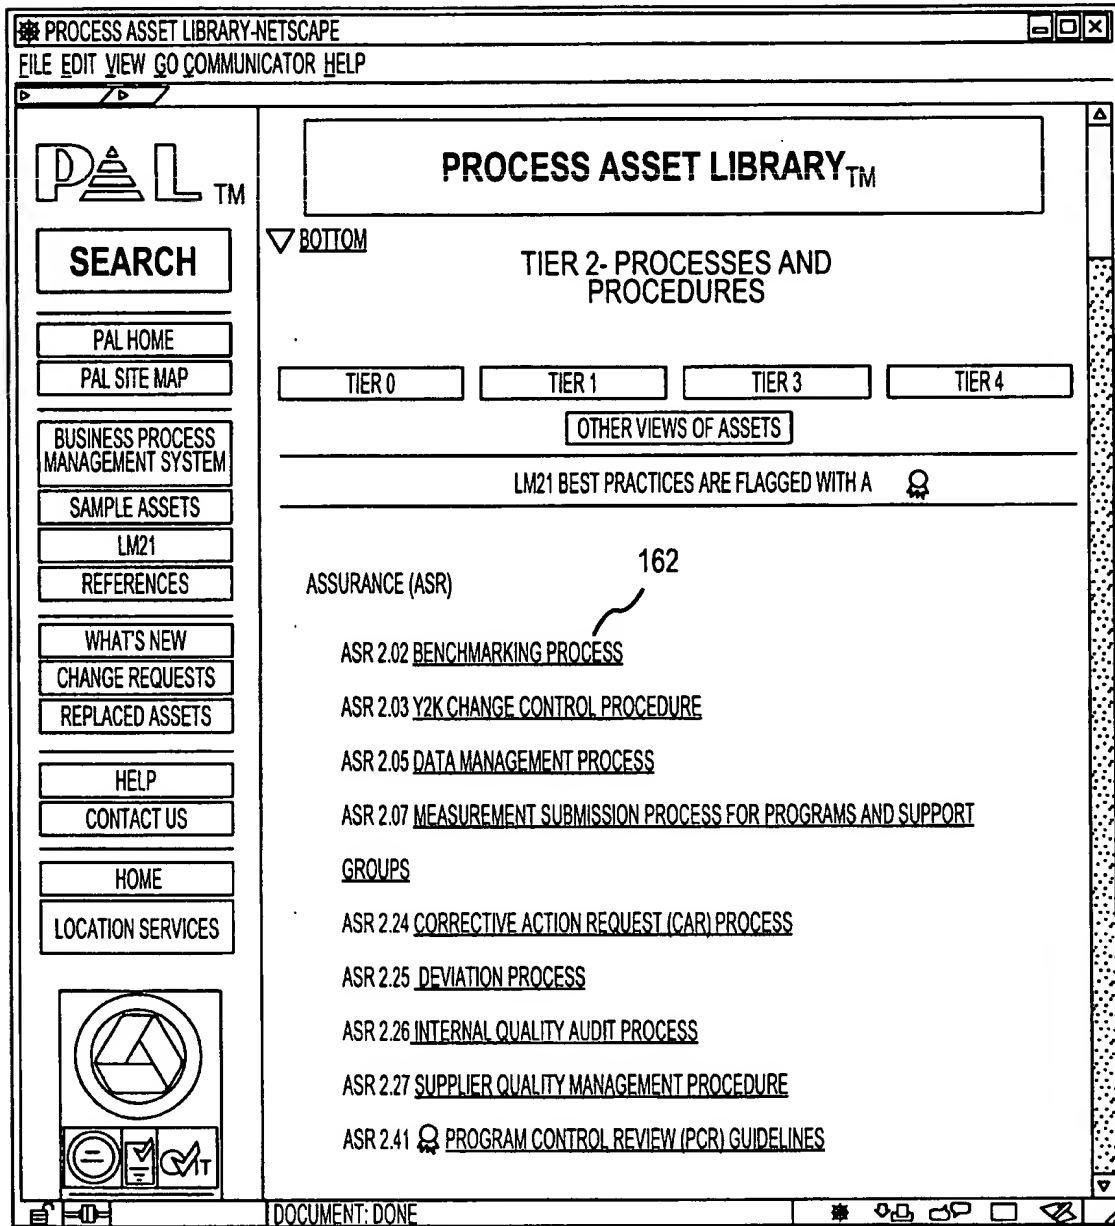 PROCESS ASSET LIBRARY-NETSCAPE
FILE EDIT VIEW GO COMMUNICATOR HELP
PAL TM
SEARCH
PAL HOME
PAL SITE MAP
BUSINESS PROCESS
MANAGEMENT SYSTEM
SAMPLE ASSETS
LM21
REFERENCES
WHAT'S NEW
CHANGE REQUESTS
REPLACED ASSETS
HELP
CONTACT US
HOME
LOCATION SERVICES
PROCESS ASSET LIBRARY TM
BOTTOM
TIER 2- PROCESSES AND
PROCEDURES
TIER 0 TIER 1 TIER 3 TIER 4
OTHER VIEWS OF ASSETS
LM21 BEST PRACTICES ARE FLAGGED WITH A
162
ASSURANCE (ASR)
ASR 2.02 BENCHMARKING PROCESS
ASR 2.03 Y2K CHANGE CONTROL PROCEDURE
ASR 2.05 DATA MANAGEMENT PROCESS
ASR 2.07 MEASUREMENT SUBMISSION PROCESS FOR PROGRAMS AND SUPPORT
GROUPS
ASR 2.24 CORRECTIVE ACTION REQUEST (CAR) PROCESS
ASR 2.25 DEVIATION PROCESS
ASR 2.26 INTERNAL QUALITY AUDIT PROCESS
ASR 2.27 SUPPLIER QUALITY MANAGEMENT PROCEDURE
ASR 2.41 PROGRAM CONTROL REVIEW (PCR) GUIDELINES
DOCUMENT: DONE